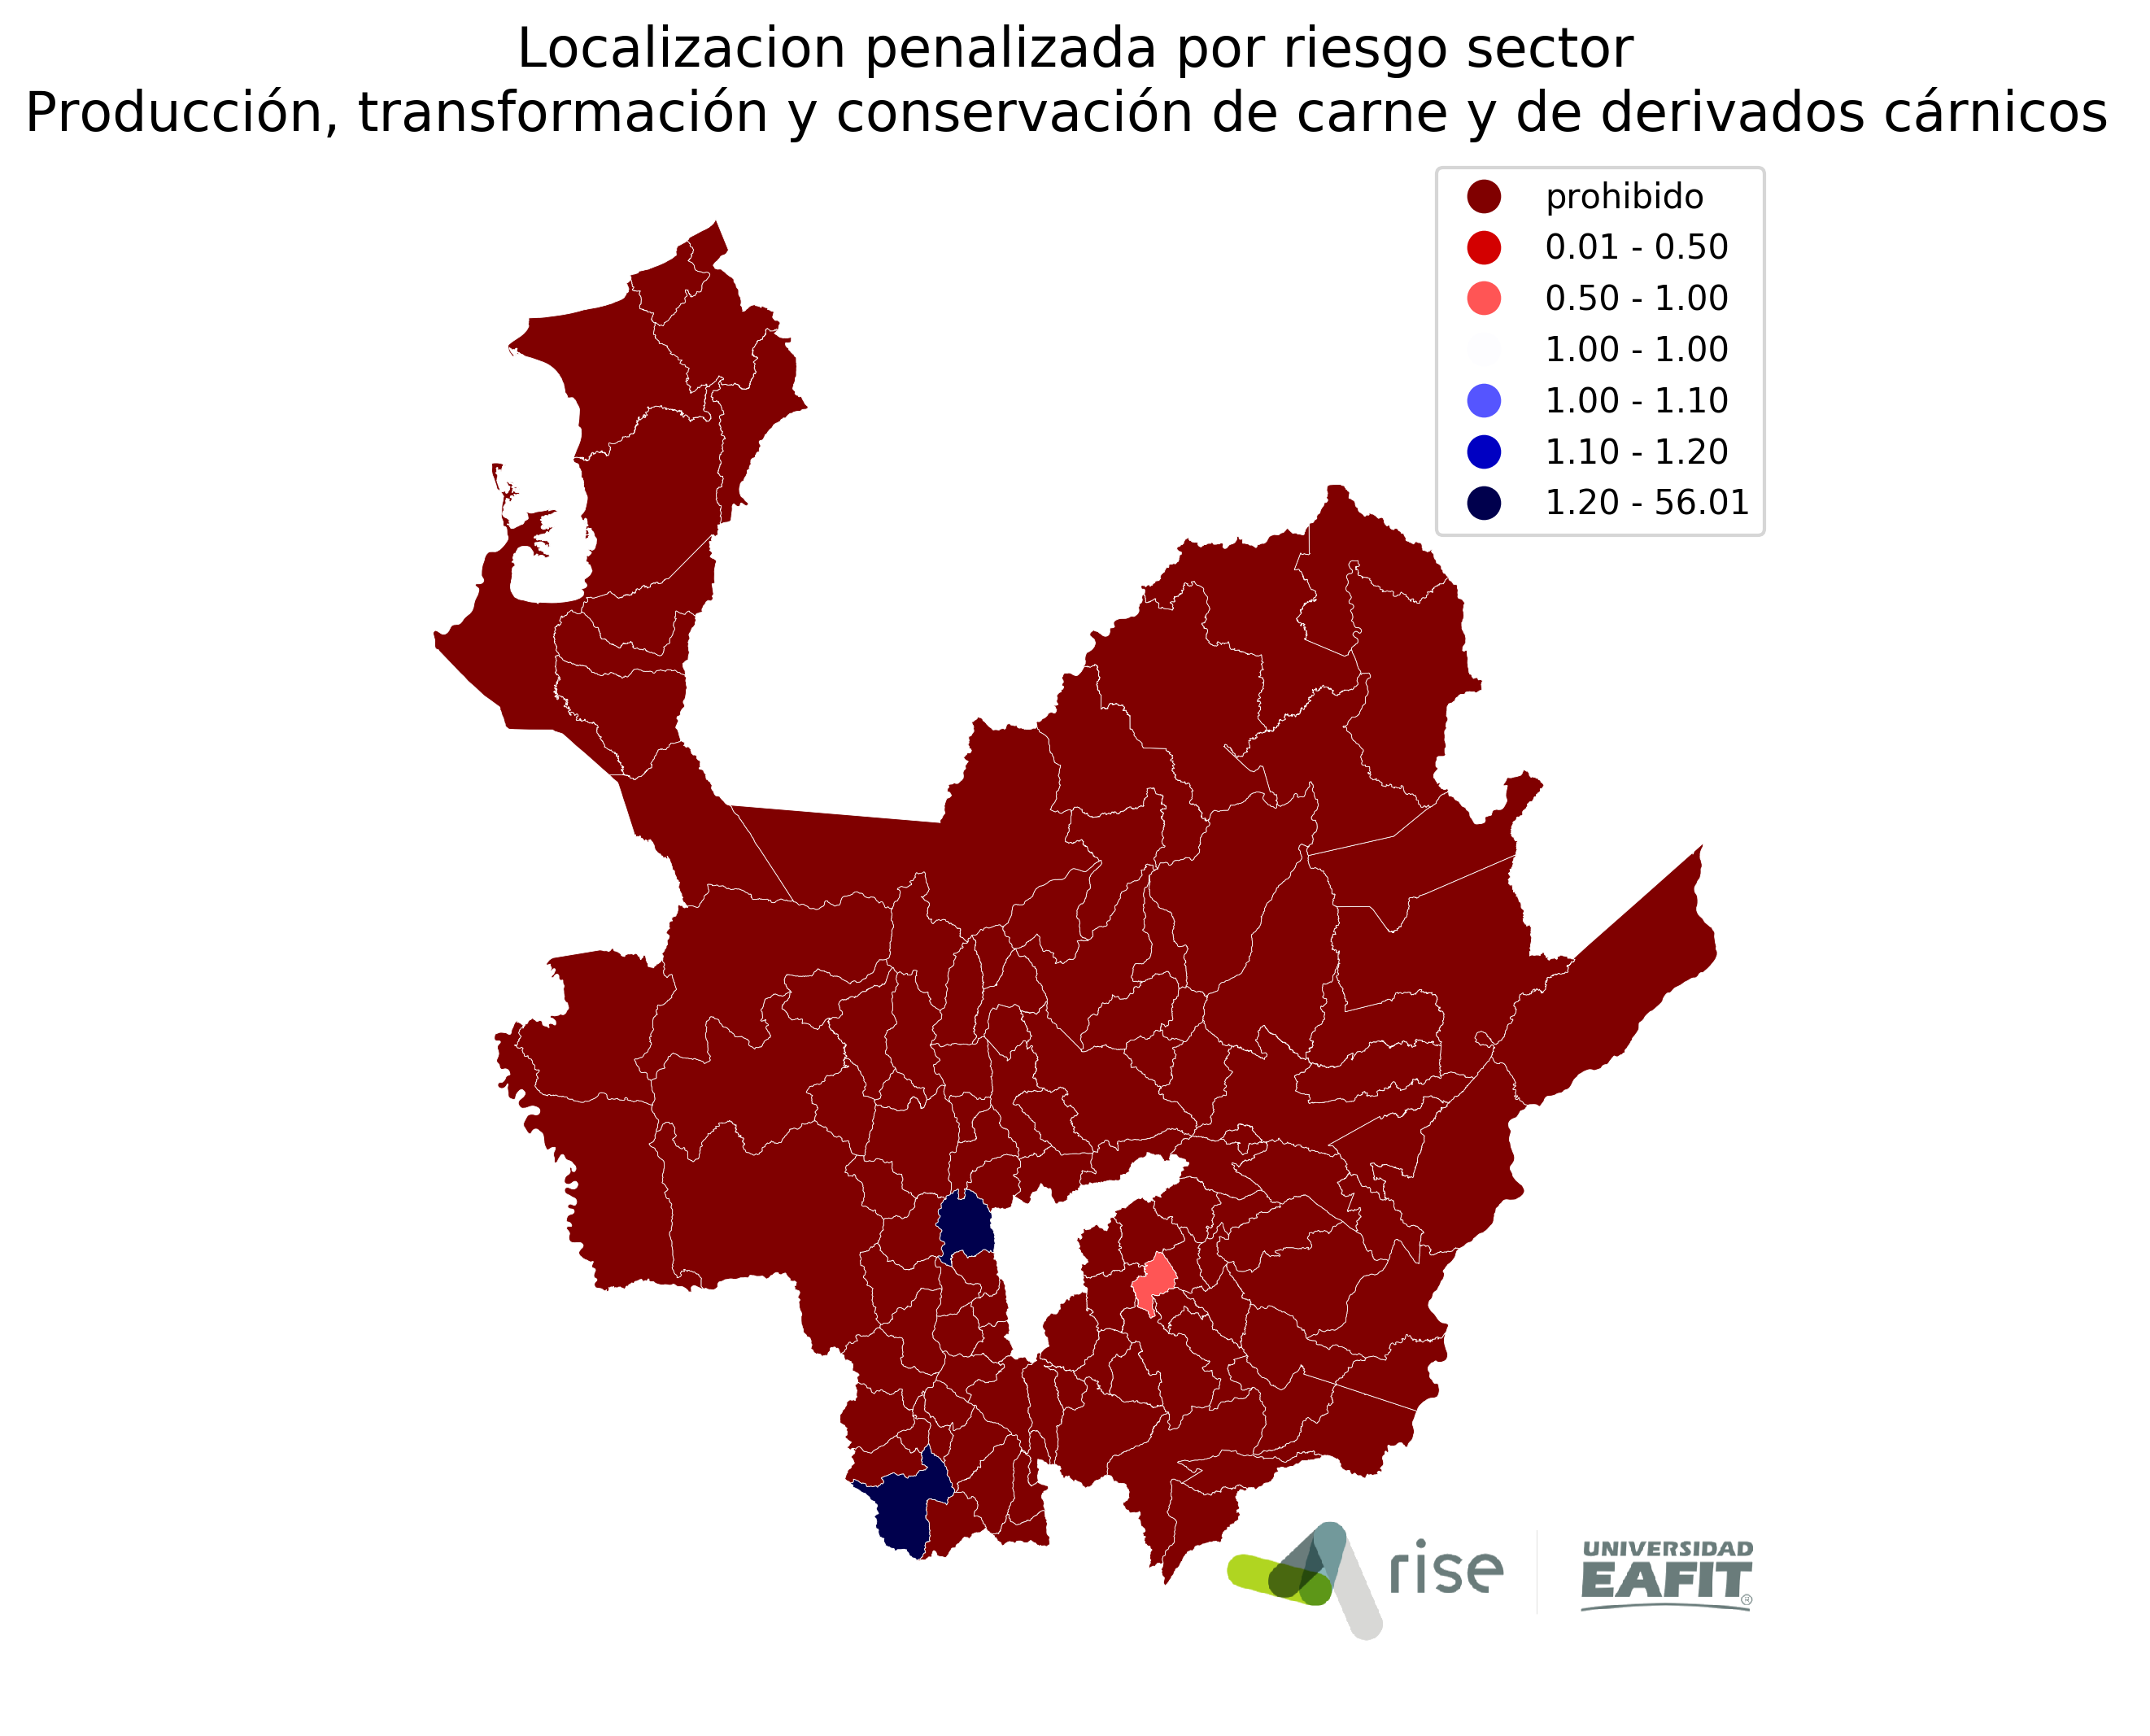 Localizacion penalizada por riesgo sector
Producción, transformación y conservación de carne y de derivados cárnicos
prohibido
0.01 - 0.50
0.50 - 1.00
1.00 - 1.00
1.00 - 1.10
1.10 - 1.20
1.20 - 56.01
rise
UNIVERSIDAD
EAFIT®